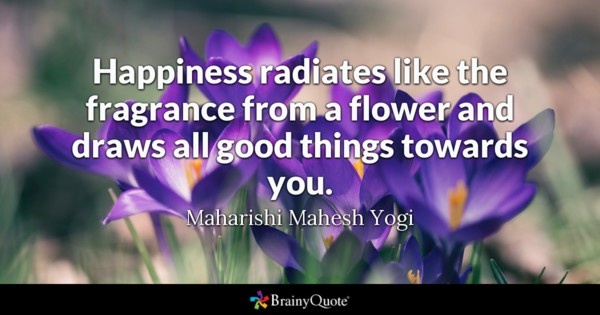 Happiness radiates like the
fragrance from a flower and
draws all good things towards
you.
Maharishi Mahesh Yogi
BrainyQuote®